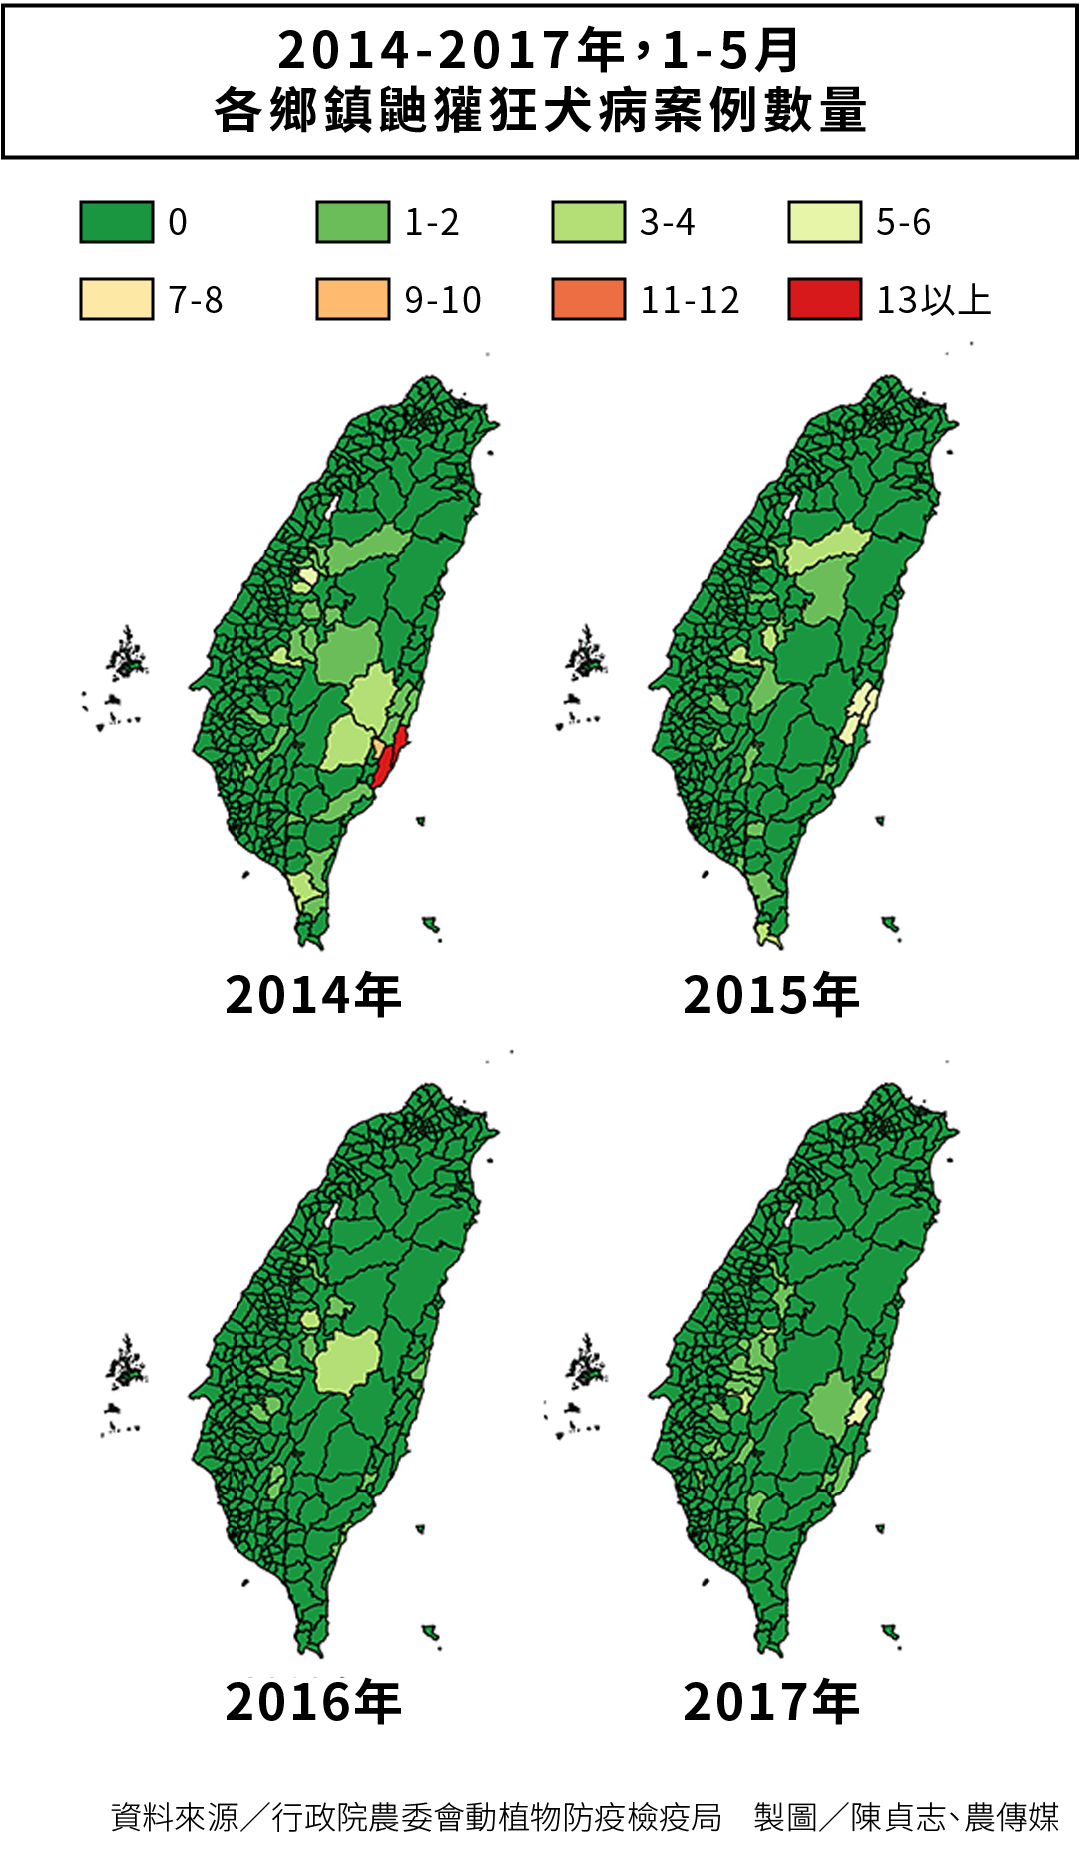 2014-2017年，1-5月
各鄉鎮鼬獾狂犬病案例數量
0 1-2 3-4 5-6
7-8 9-10 11-12 13以上
2014年 2015年
2016年 2017年
資料來源／行政院農委會動植物防疫檢疫局 製圖／陳貞志、農傳媒